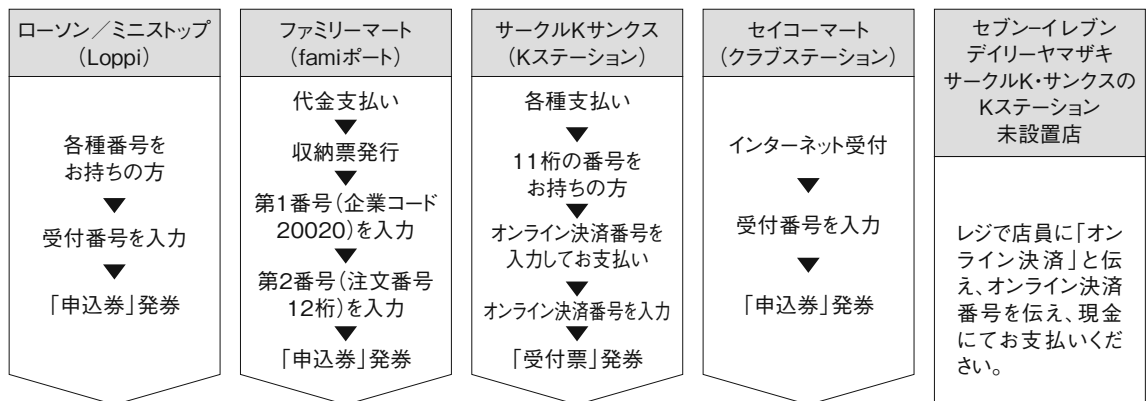 ローソン／ミニストップ
（Loppi）
各種番号を
お持ちの方
▼
受付番号を入力
▼
「申込券」発券
ファミリーマート
（famiポート）
代金支払い
▼
収納票発行
▼
第1番号（企業コード
20020）を入力
▼
第2番号（注文番号
12桁）を入力
▼
「申込券」発券
サークルKサンクス
（Kステーション）
各種支払い
▼
11桁の番号を
お持ちの方
▼
オンライン決済番号を
入力してお支払い
▼
オンライン決済番号を入力
▼
「受付票」発券
セイコーマート
（クラブステーション）
インターネット受付
▼
受付番号を入力
▼
「申込券」発券
セブン−イレブン
デイリーヤマザキ
サークルK・サンクスの
Kステーション
未設置店
レジで店員に「オン
ライン決済」と伝
え、オンライン決済
番号を伝え、現金
にてお支払いくだ
さい。